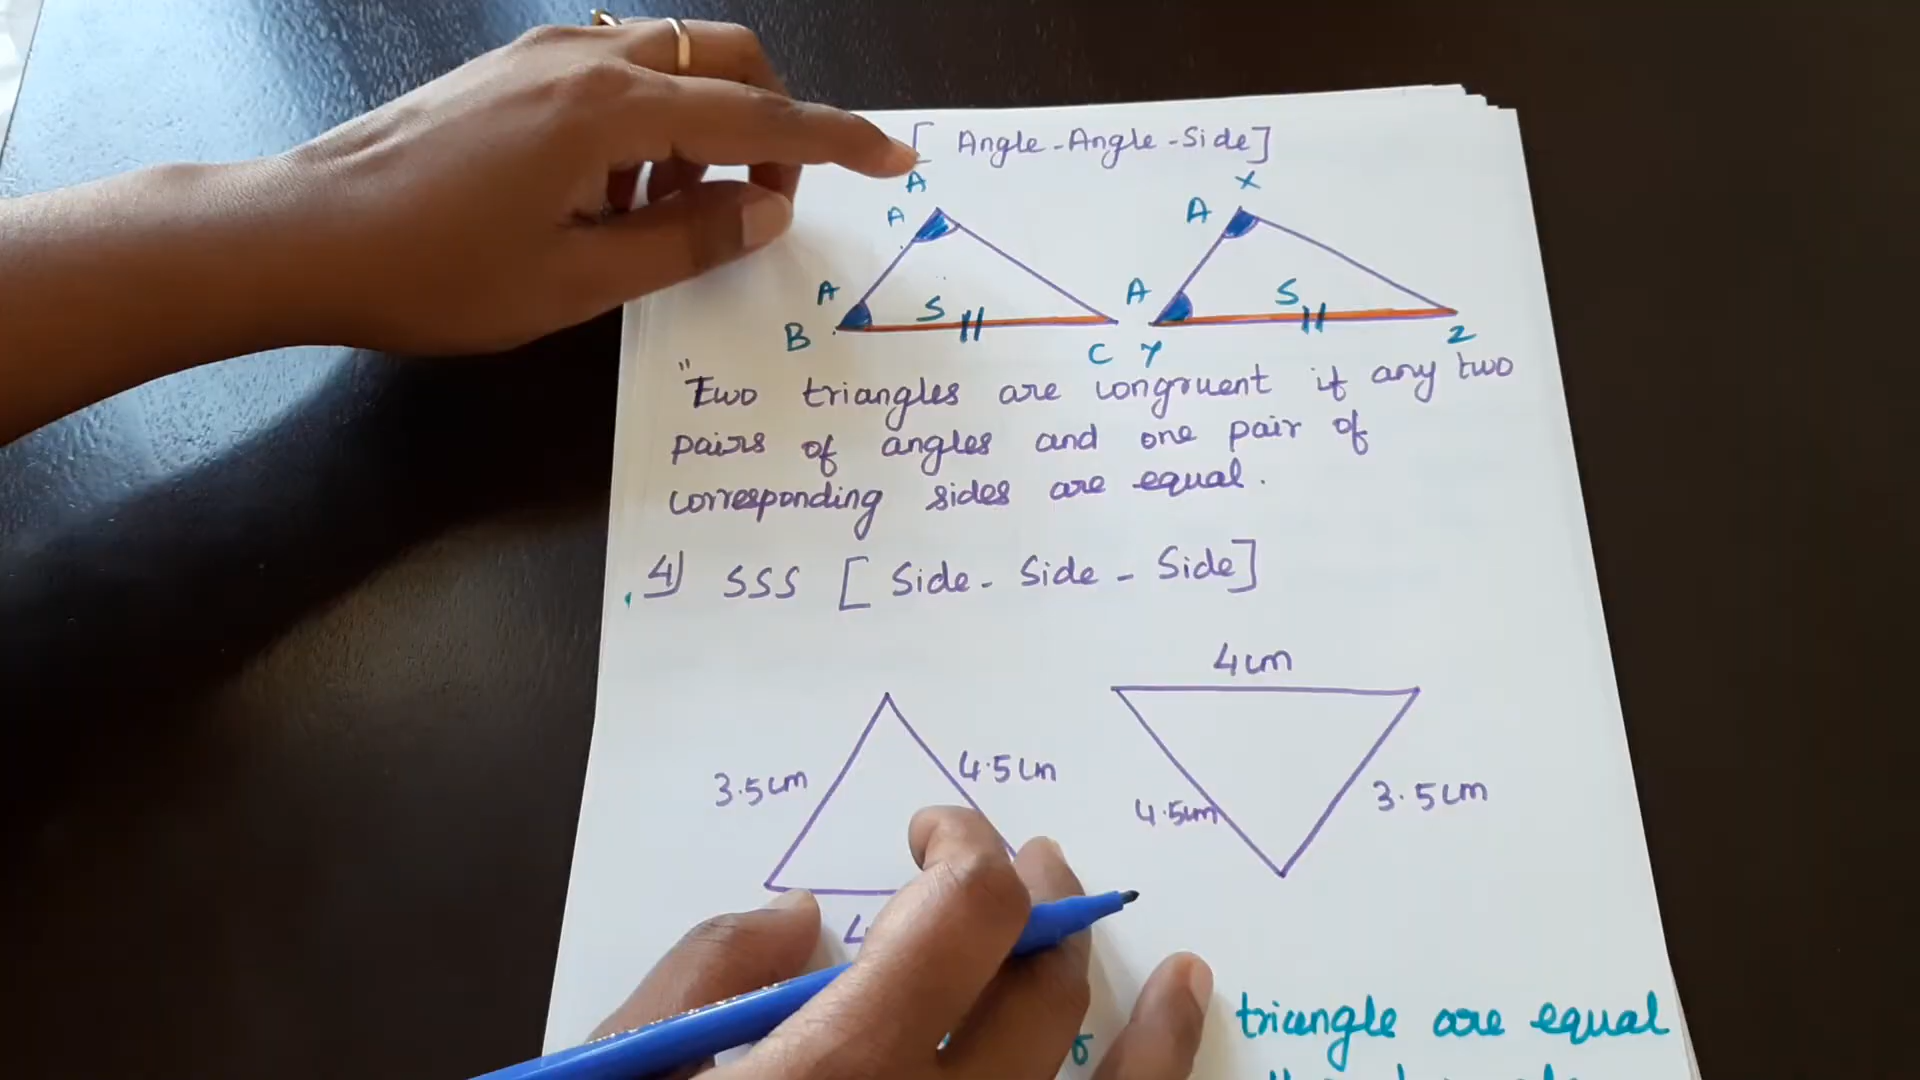 [ Angle-Angle-Side]
A X
A A
A S A S
B C Y Z
"Two triangles are congruent if any two
pairs of angles and one pair of
corresponding sides are equal.
4) SSS [ Side - Side - Side]
4cm
3.5cm 4.5cm
4.5cm 3.5cm
triangle are equal